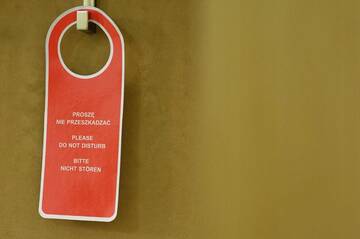 PROSZĘ
NIE PRZESZKADZAĆ
PLEASE
DO NOT DISTURB
BITTE
NICHT STÖREN